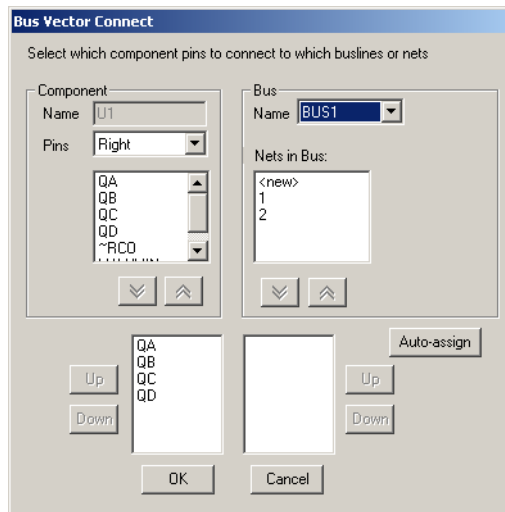 Bus Vector Connect
Select which component pins to connect to which buslines or nets
Component
Name U1
Pins Right
QA
QB
QC
QD
~RCO
Bus
Name BUS1
Nets in Bus:
<new>
1
2
Auto-assign
Up
Down
QA
QB
QC
QD
Up
Down
OK
Cancel